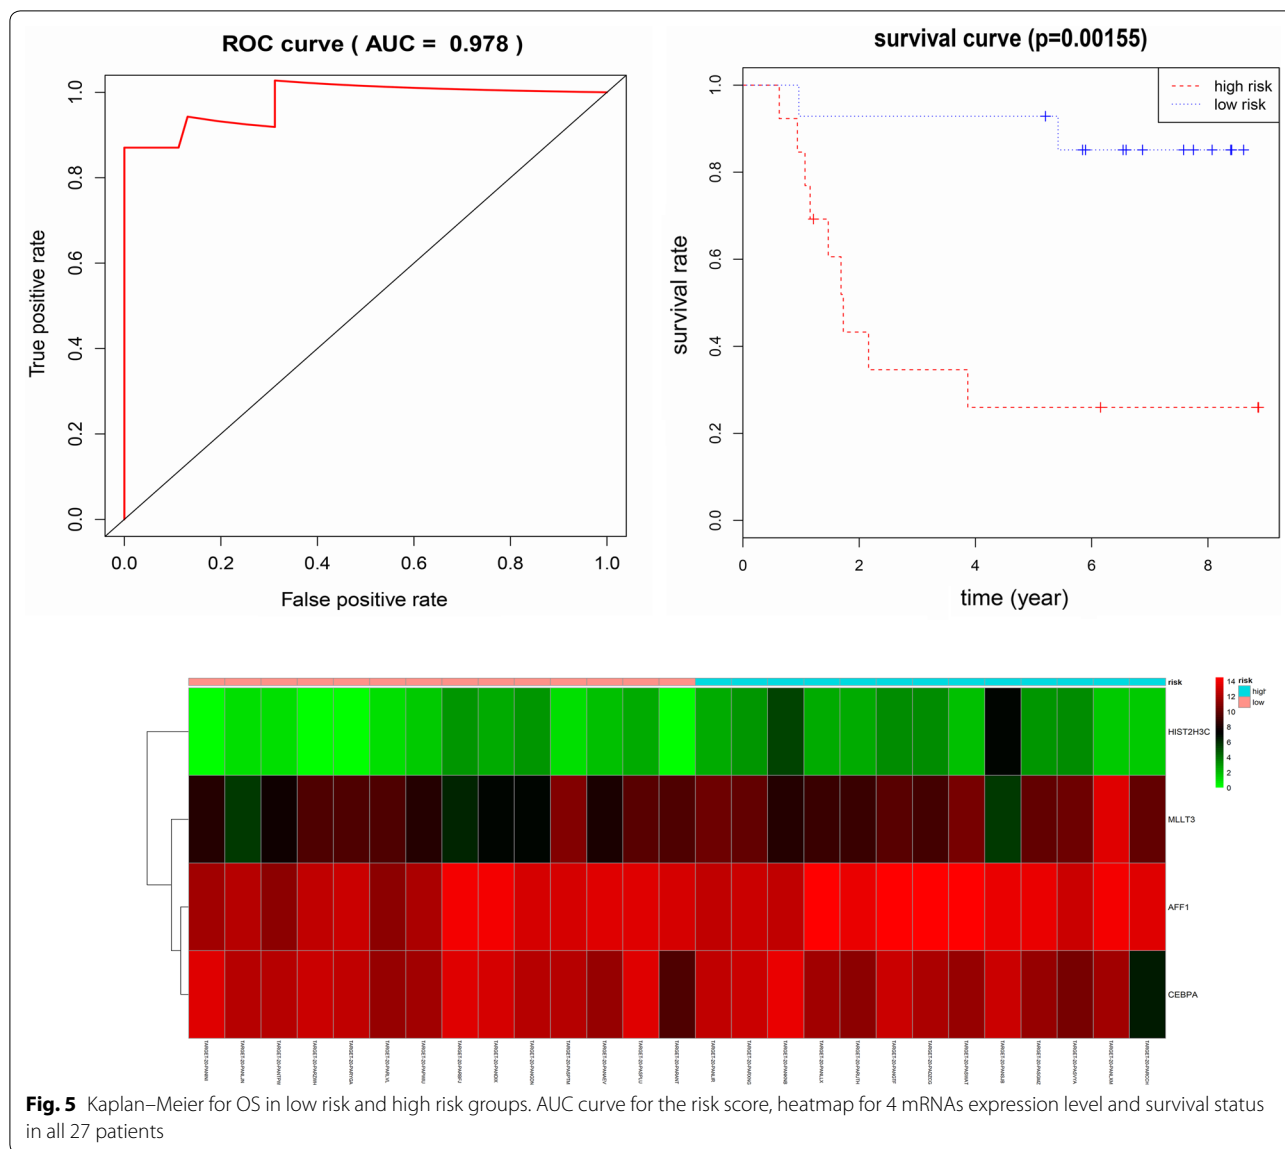 ROC curve ( AUC = 0.978 )
True positive rate
1.0
0.8
0.6
0.4
0.2
0.0
0.0 0.2 0.4 0.6 0.8 1.0
False positive rate
survival curve (p=0.00155)
high risk
low risk
survival rate
1.0
0.8
0.6
0.4
0.2
0.0
0 2 4 6 8
time (year)
risk
HIST2H3C
MLLT3
AFF1
CEBPA
14
12
10
8
6
4
2
0
risk
high
low
Fig. 5 Kaplan–Meier for OS in low risk and high risk groups. AUC curve for the risk score, heatmap for 4 mRNAs expression level and survival status
in all 27 patients